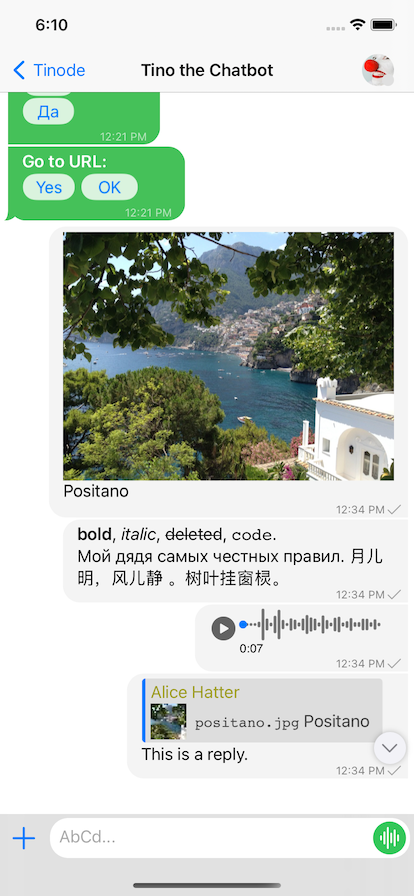 6:10
Tinode
Tino the Chatbot
Да
12:21 PM
Go to URL:
Yes OK
12:21 PM
Positano
12:34 PM
bold, italic, deleted, code.
Мой дядя самых честных правил. 月儿
明，风儿静 。树叶挂窗棂。
12:34 PM
0:07
12:34 PM
Alice Hatter
positano.jpg Positano
This is a reply.
12:34 PM
AbCd...